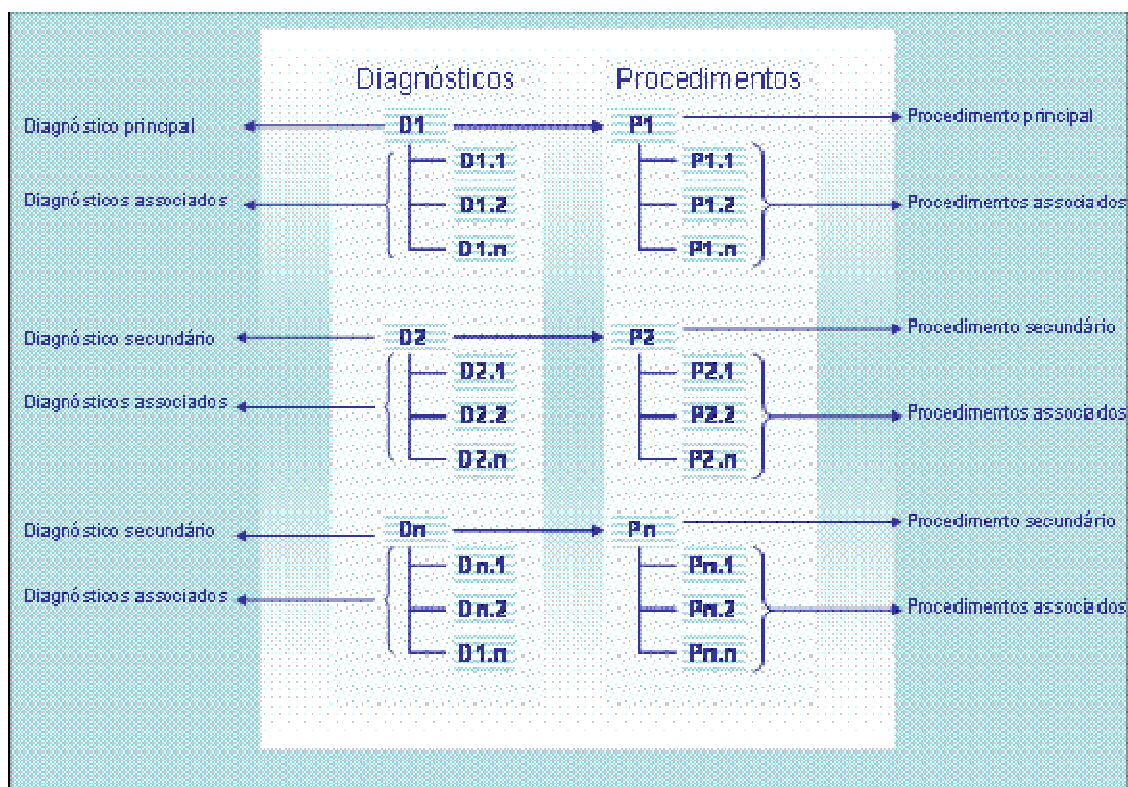 Diagnósticos Procedimentos
Diagnóstico principal D1 P1 Procedimento principal
D1.1 P1.1
Diagnósticos associados D1.2 P1.2 Procedimentos associados
D1.n P1.n
Diagnóstico secundário D2 P2 Procedimento secundário
D2.1 P2.1
Diagnósticos associados D2.2 P2.2 Procedimentos associados
D2.n P2.n
Diagnóstico secundário Dn Pn Procedimento secundário
Dn.1 Pn.1
Diagnósticos associados Dn.2 Pn.2 Procedimentos associados
D1.n Pn.n